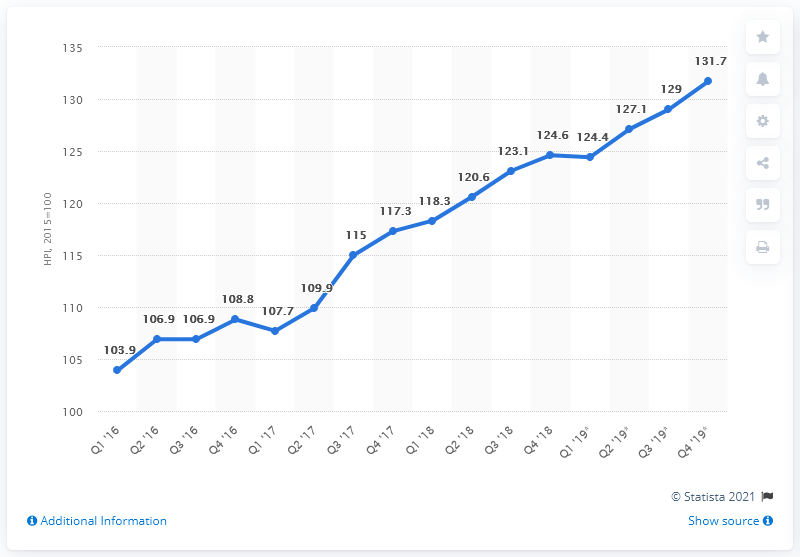 135
131.7
129
130
127.1
124.6
124.4
125
123.1
120.6
120
118.3
117.3
115
115
109.9
110
108.8
107.7
106.9
106.9
103.9
105
100
HPI, 2015=100
Q1 '16
Q2 '16
Q3 '16
Q4 '16
Q1 '17
Q2 '17
Q3 '17
Q4 '17
Q1 '18
Q2 '18
Q3 '18
Q4 '18
Q1 '19*
Q2 '19*
Q3 '19*
Q4 '19*
© Statista 2021
Additional Information
Show source